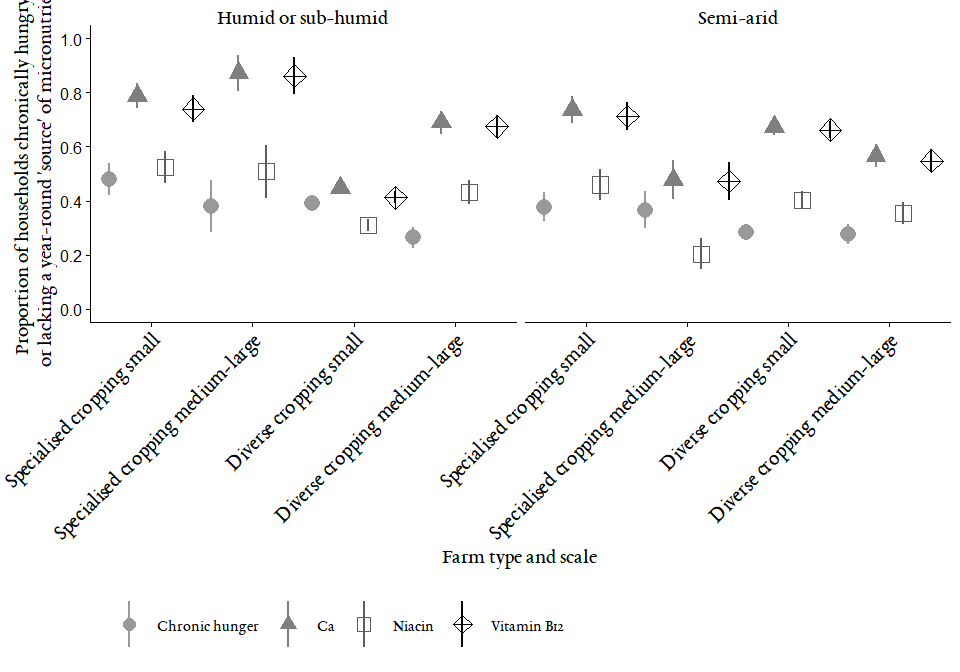 Humid or sub-humid
Semi-arid
Proportion of households chronically hungry
or lacking a year-round 'source' of
1.0
0.8
0.6
0.4
0.2
0.0
Specialised cropping small
Specialised cropping medium-large
Diverse cropping small
Diverse cropping medium-large
Specialised cropping small
Specialised cropping medium-large
Diverse cropping small
Diverse cropping medium-large
Farm type and scale
Chronic hunger
Ca
Niacin
Vitamin B12